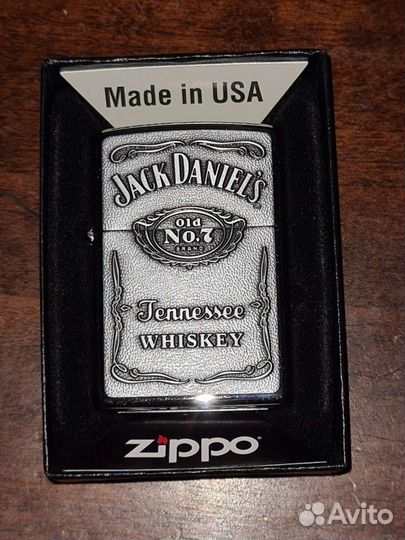 Made in USA
JACK DANIEL'S
Old
No.7
BRAND
Tennessee
WHISKEY
zippo
Avito